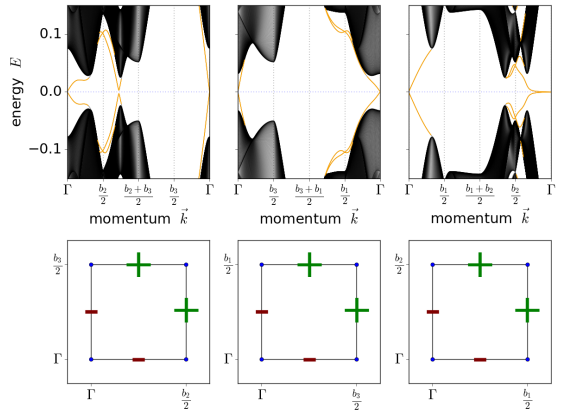 0.1
0.0
−0.1
energy E
Γ b₂/2 (b₂ + b₃)/2 b₃/2 Γ
Γ b₃/2 (b₃ + b₁)/2 b₁/2 Γ
Γ b₁/2 (b₁ + b₂)/2 b₂/2 Γ
momentum k⃗
momentum k⃗
momentum k⃗
b₃/2
Γ
Γ b₂/2
b₁/2
Γ
Γ b₃/2
b₂/2
Γ
Γ b₁/2